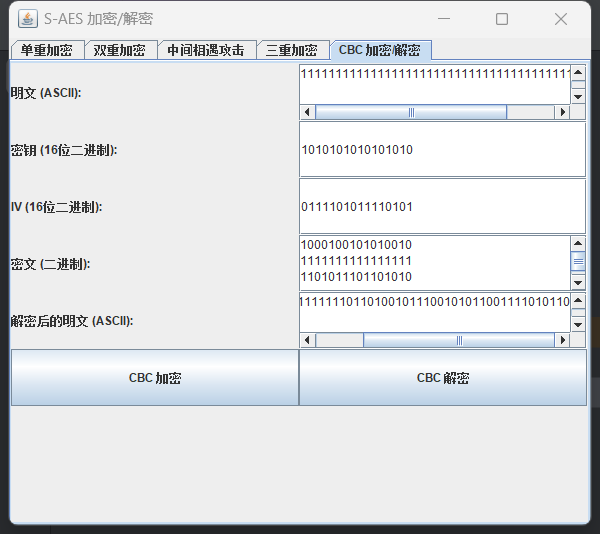 S-AES 加密/解密
单重加密 双重加密 中间相遇攻击 三重加密 CBC 加密/解密
明文 (ASCII):
密钥 (16位二进制):
1010101010101010
IV (16位二进制):
0111101011110101
密文 (二进制):
1000100101010010
1111111111111111
1101011101101010
解密后的明文 (ASCII):
CBC 加密 CBC 解密